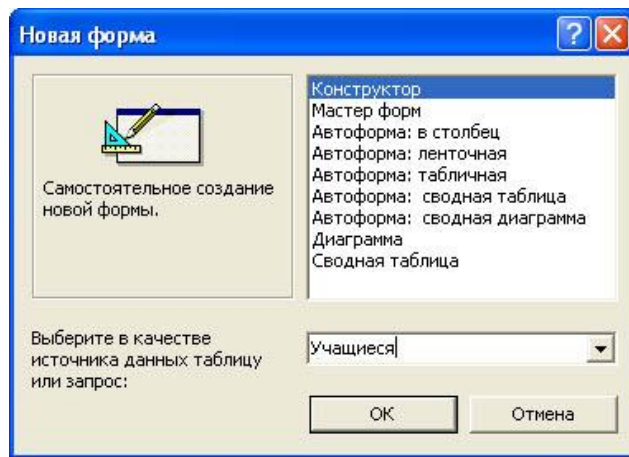 Новая форма
Самостоятельное создание
новой формы.
Конструктор
Мастер форм
Автоформа: в столбец
Автоформа: ленточная
Автоформа: табличная
Автоформа: сводная таблица
Автоформа: сводная диаграмма
Диаграмма
Сводная таблица
Выберите в качестве
источника данных таблицу
или запрос:
Учащиеся
ОК
Отмена